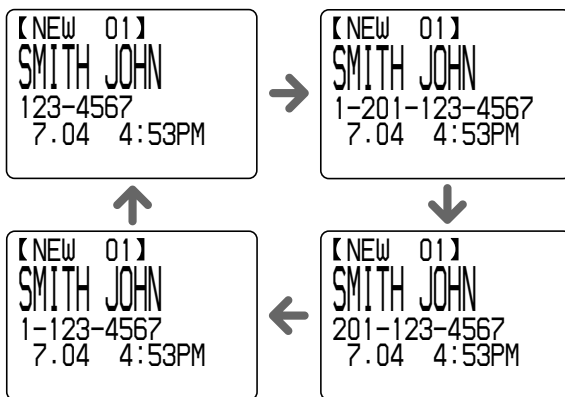 【NEW 01】
SMITH JOHN
123-4567
7.04 4:53PM
【NEW 01】
SMITH JOHN
1-201-123-4567
7.04 4:53PM
【NEW 01】
SMITH JOHN
1-123-4567
7.04 4:53PM
【NEW 01】
SMITH JOHN
201-123-4567
7.04 4:53PM